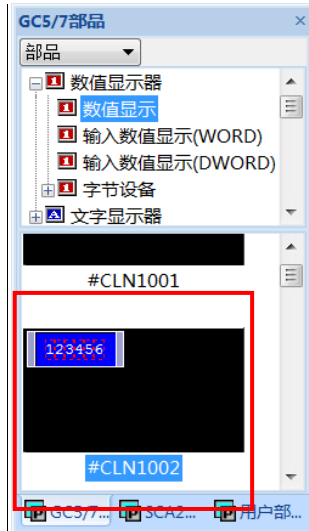 GC5/7部品
部品
数值显示器
数值显示
输入数值显示(WORD)
输入数值显示(DWORD)
字节设备
文字显示器
#CLN1001
123456
#CLN1002
GC5/7... SCA2... 用户部...